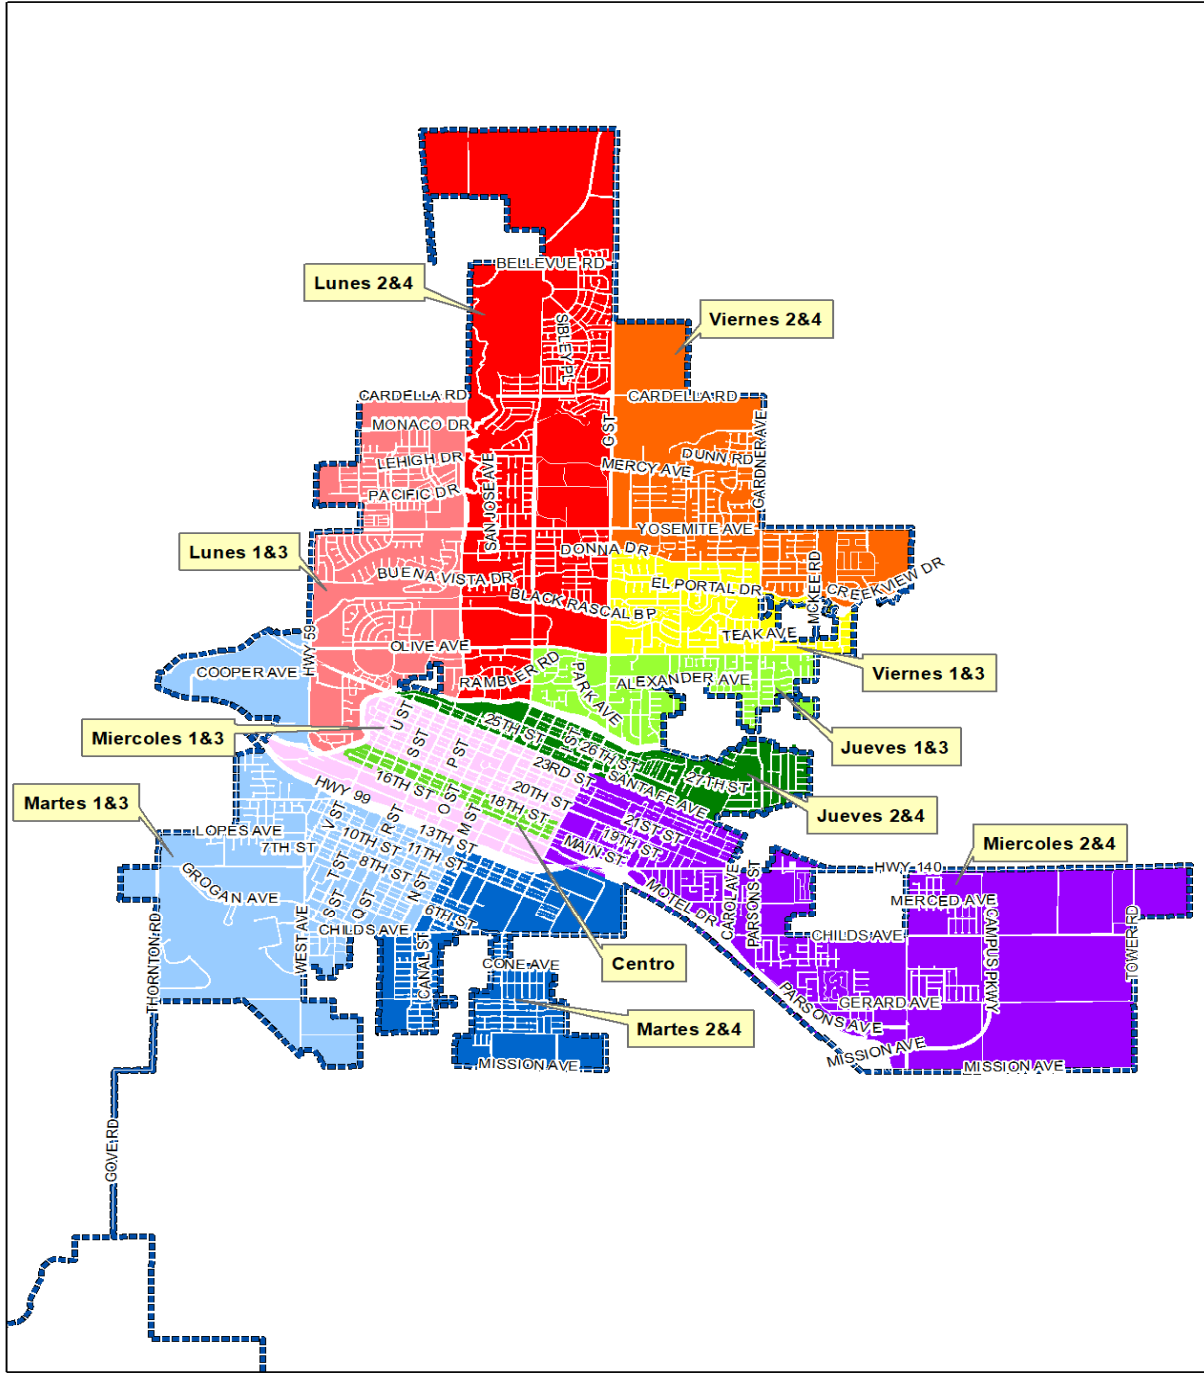 BELLEVUE RD
Lunes 2&4
Viernes 2&4
SIBLEY PL
CARDELLA RD
CARDELLA RD
MONACO DR
G ST
GARDNER AVE
LEHIGH DR
DUNN RD
MERCY AVE
SAN JOSE AVE
PACIFIC DR
YOSEMITE AVE
Lunes 1&3
DONNA DR
BUENA VISTA DR
EL PORTAL DR
MCKEE RD
CREEKVIEW DR
BLACK RASCAL BP
HWY 59
TEAK AVE
OLIVE AVE
COOPER AVE
RAMBLER RD
PARK AVE
ALEXANDER AVE
Viernes 1&3
U ST
25TH ST
Miercoles 1&3
S ST
P ST
26TH ST
Jueves 1&3
23RD ST
SANTA FE AVE
27TH ST
16TH ST
HWY 99
O ST
18TH ST
20TH ST
Martes 1&3
V ST
R ST
M ST
21ST ST
Jueves 2&4
LOPES AVE
7TH ST
10TH ST
13TH ST
11TH ST
MAIN ST
19TH ST
Miercoles 2&4
T ST
8TH ST
HWY 140
GROGAN AVE
S ST
Q ST
N ST
MOTEL DR
CAROL AVE
PARSONS ST
MERCED AVE
6TH ST
CHILDS AVE
CHILDS AVE
THORNTON RD
WEST AVE
CANAL ST
CONE AVE
Centro
CAMPUS PKWY
TOWER RD
PARSONS AVE
GERARD AVE
Martes 2&4
MISSION AVE
MISSION AVE
MISSION AVE
GOVE RD